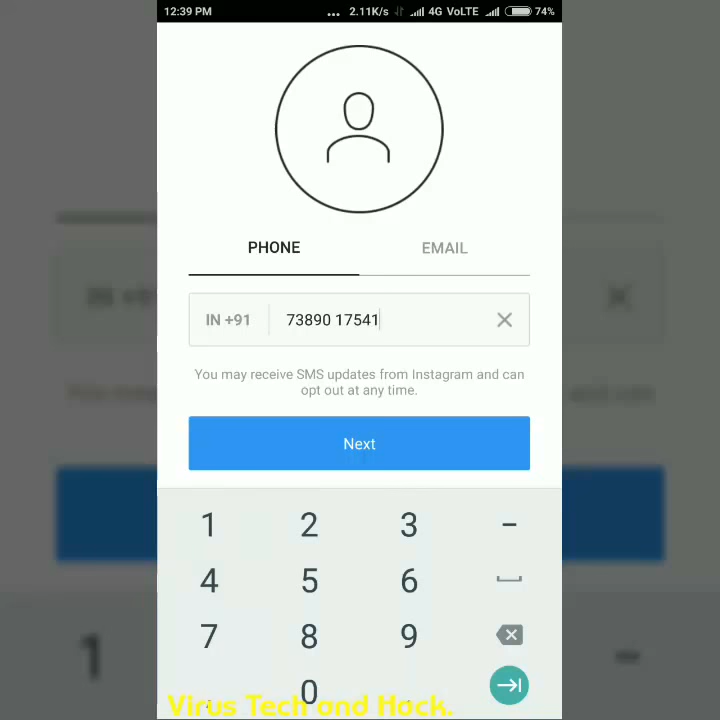 12:39 PM ... 2.11K/s 4G VoLTE 74%
PHONE EMAIL
IN +91 73890 17541
You may receive SMS updates from Instagram and can
opt out at any time.
Next
1 2 3 -
4 5 6
7 8 9
0
Virus Tech and Hack.